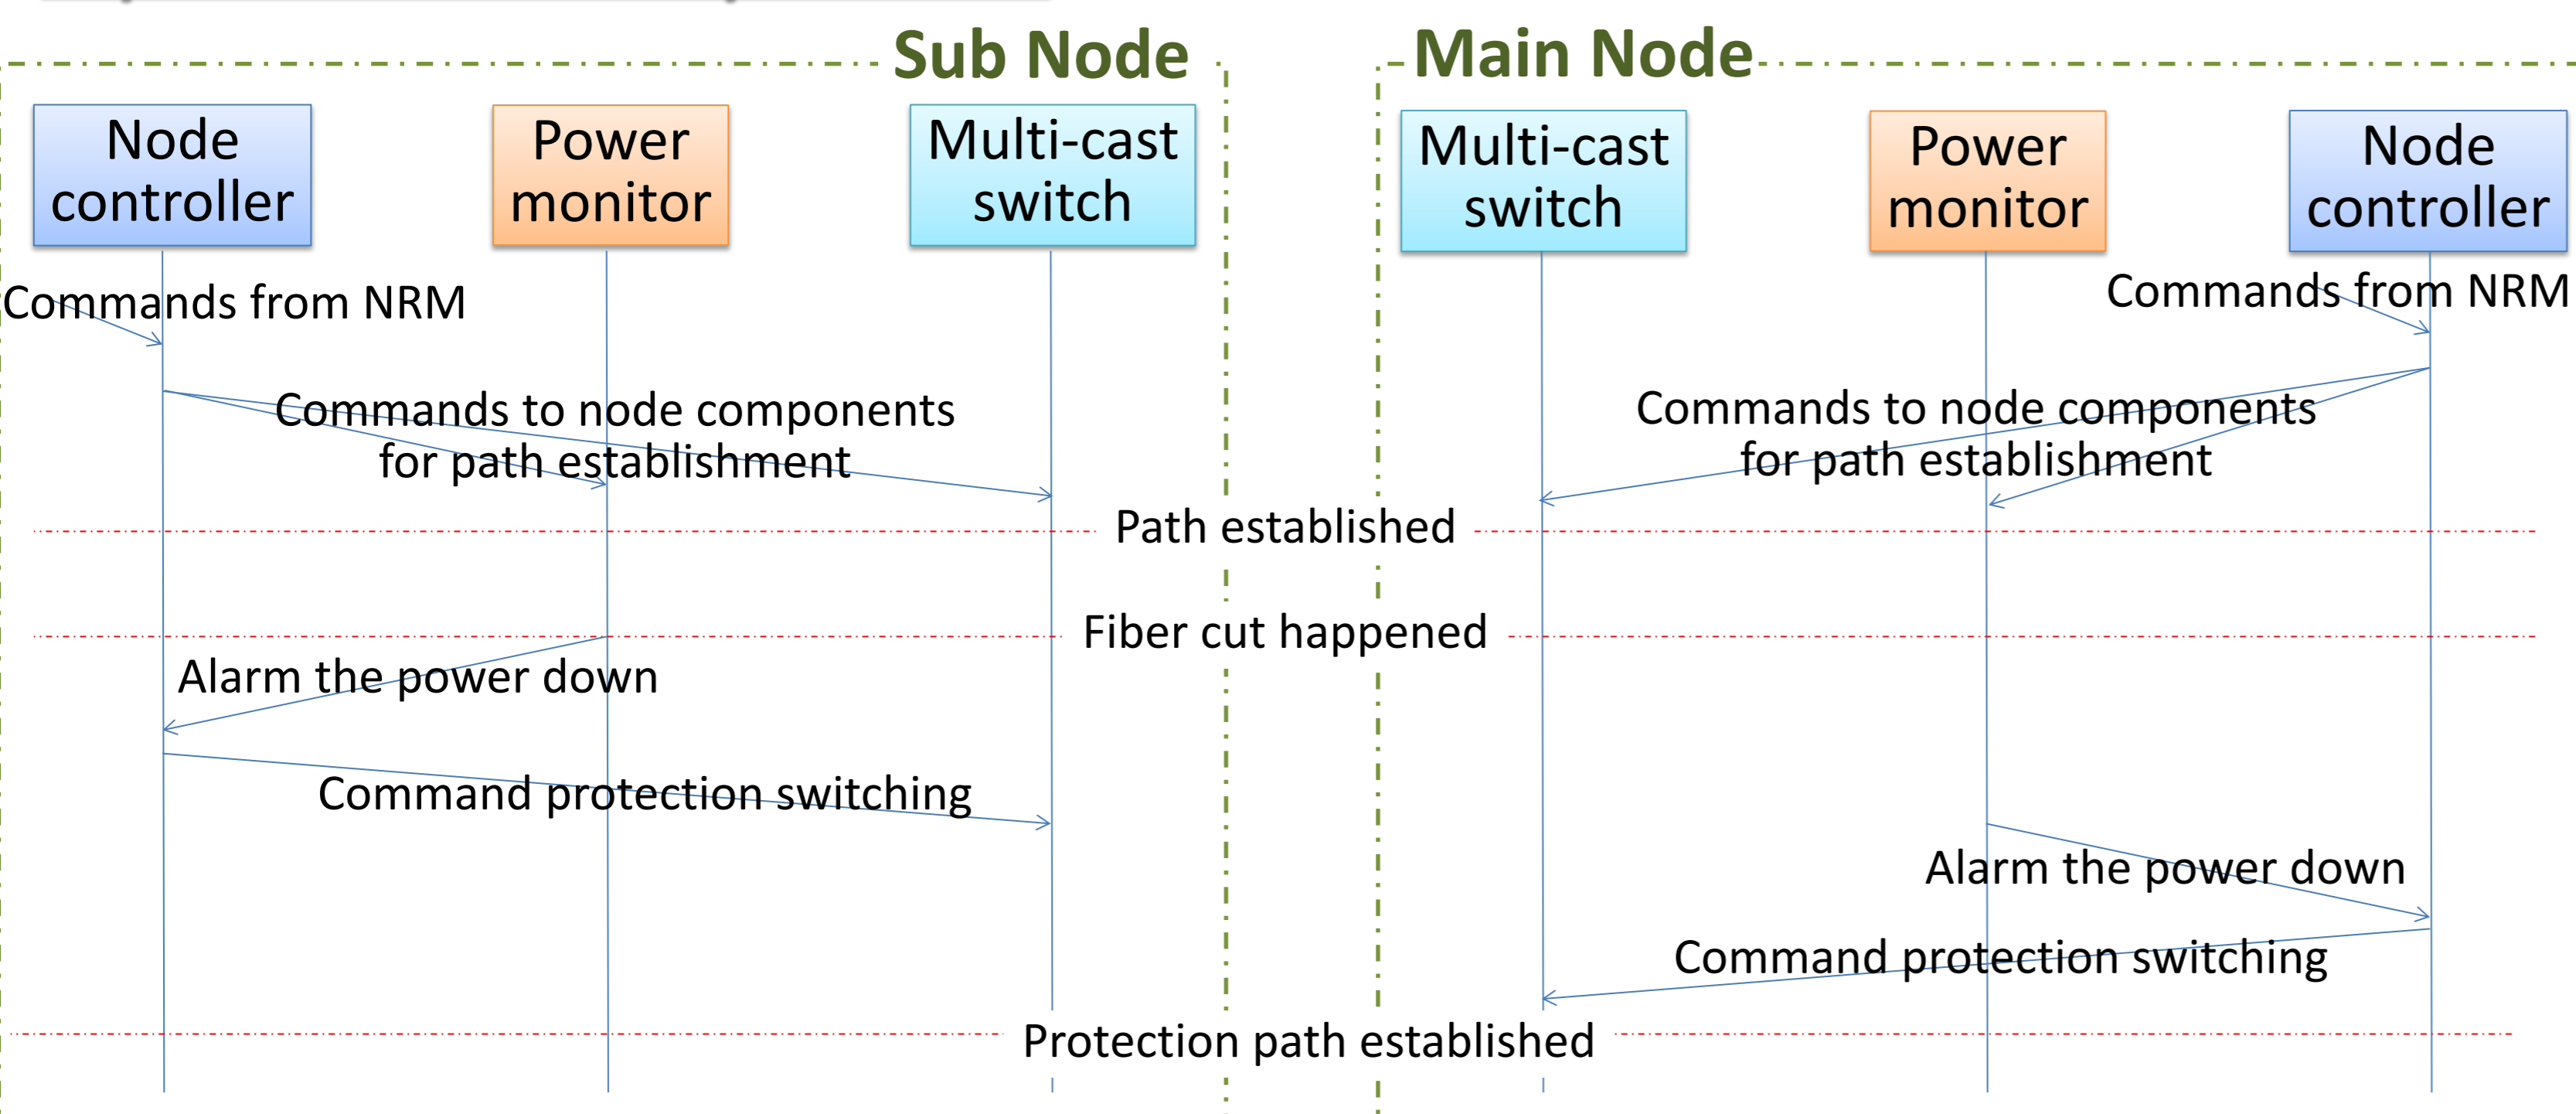 Sub Node
Main Node
Node
controller
Power
monitor
Multi-cast
switch
Multi-cast
switch
Power
monitor
Node
controller
Commands from NRM
Commands from NRM
Commands to node components
for path establishment
Commands to node components
for path establishment
Path established
Fiber cut happened
Alarm the power down
Command protection switching
Alarm the power down
Command protection switching
Protection path established